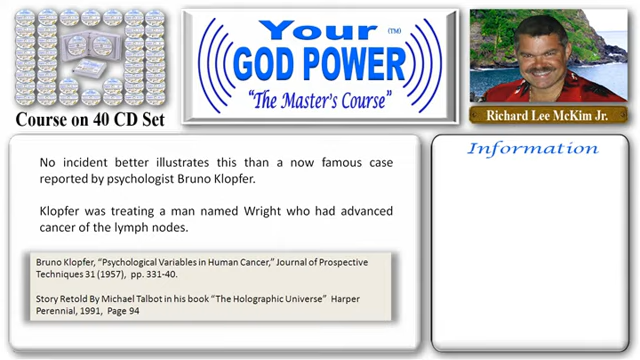 Your (TM)
GOD POWER
"The Master's Course"
Course on 40 CD Set
Richard Lee McKim Jr.
No incident better illustrates this than a now famous case
reported by psychologist Bruno Klopfer.
Klopfer was treating a man named Wright who had advanced
cancer of the lymph nodes.
Bruno Klopfer, "Psychological Variables in Human Cancer," Journal of Prospective
Techniques 31 (1957), pp. 331-40.
Story Retold By Michael Talbot in his book "The Holographic Universe" Harper
Perennial, 1991, Page 94
Information